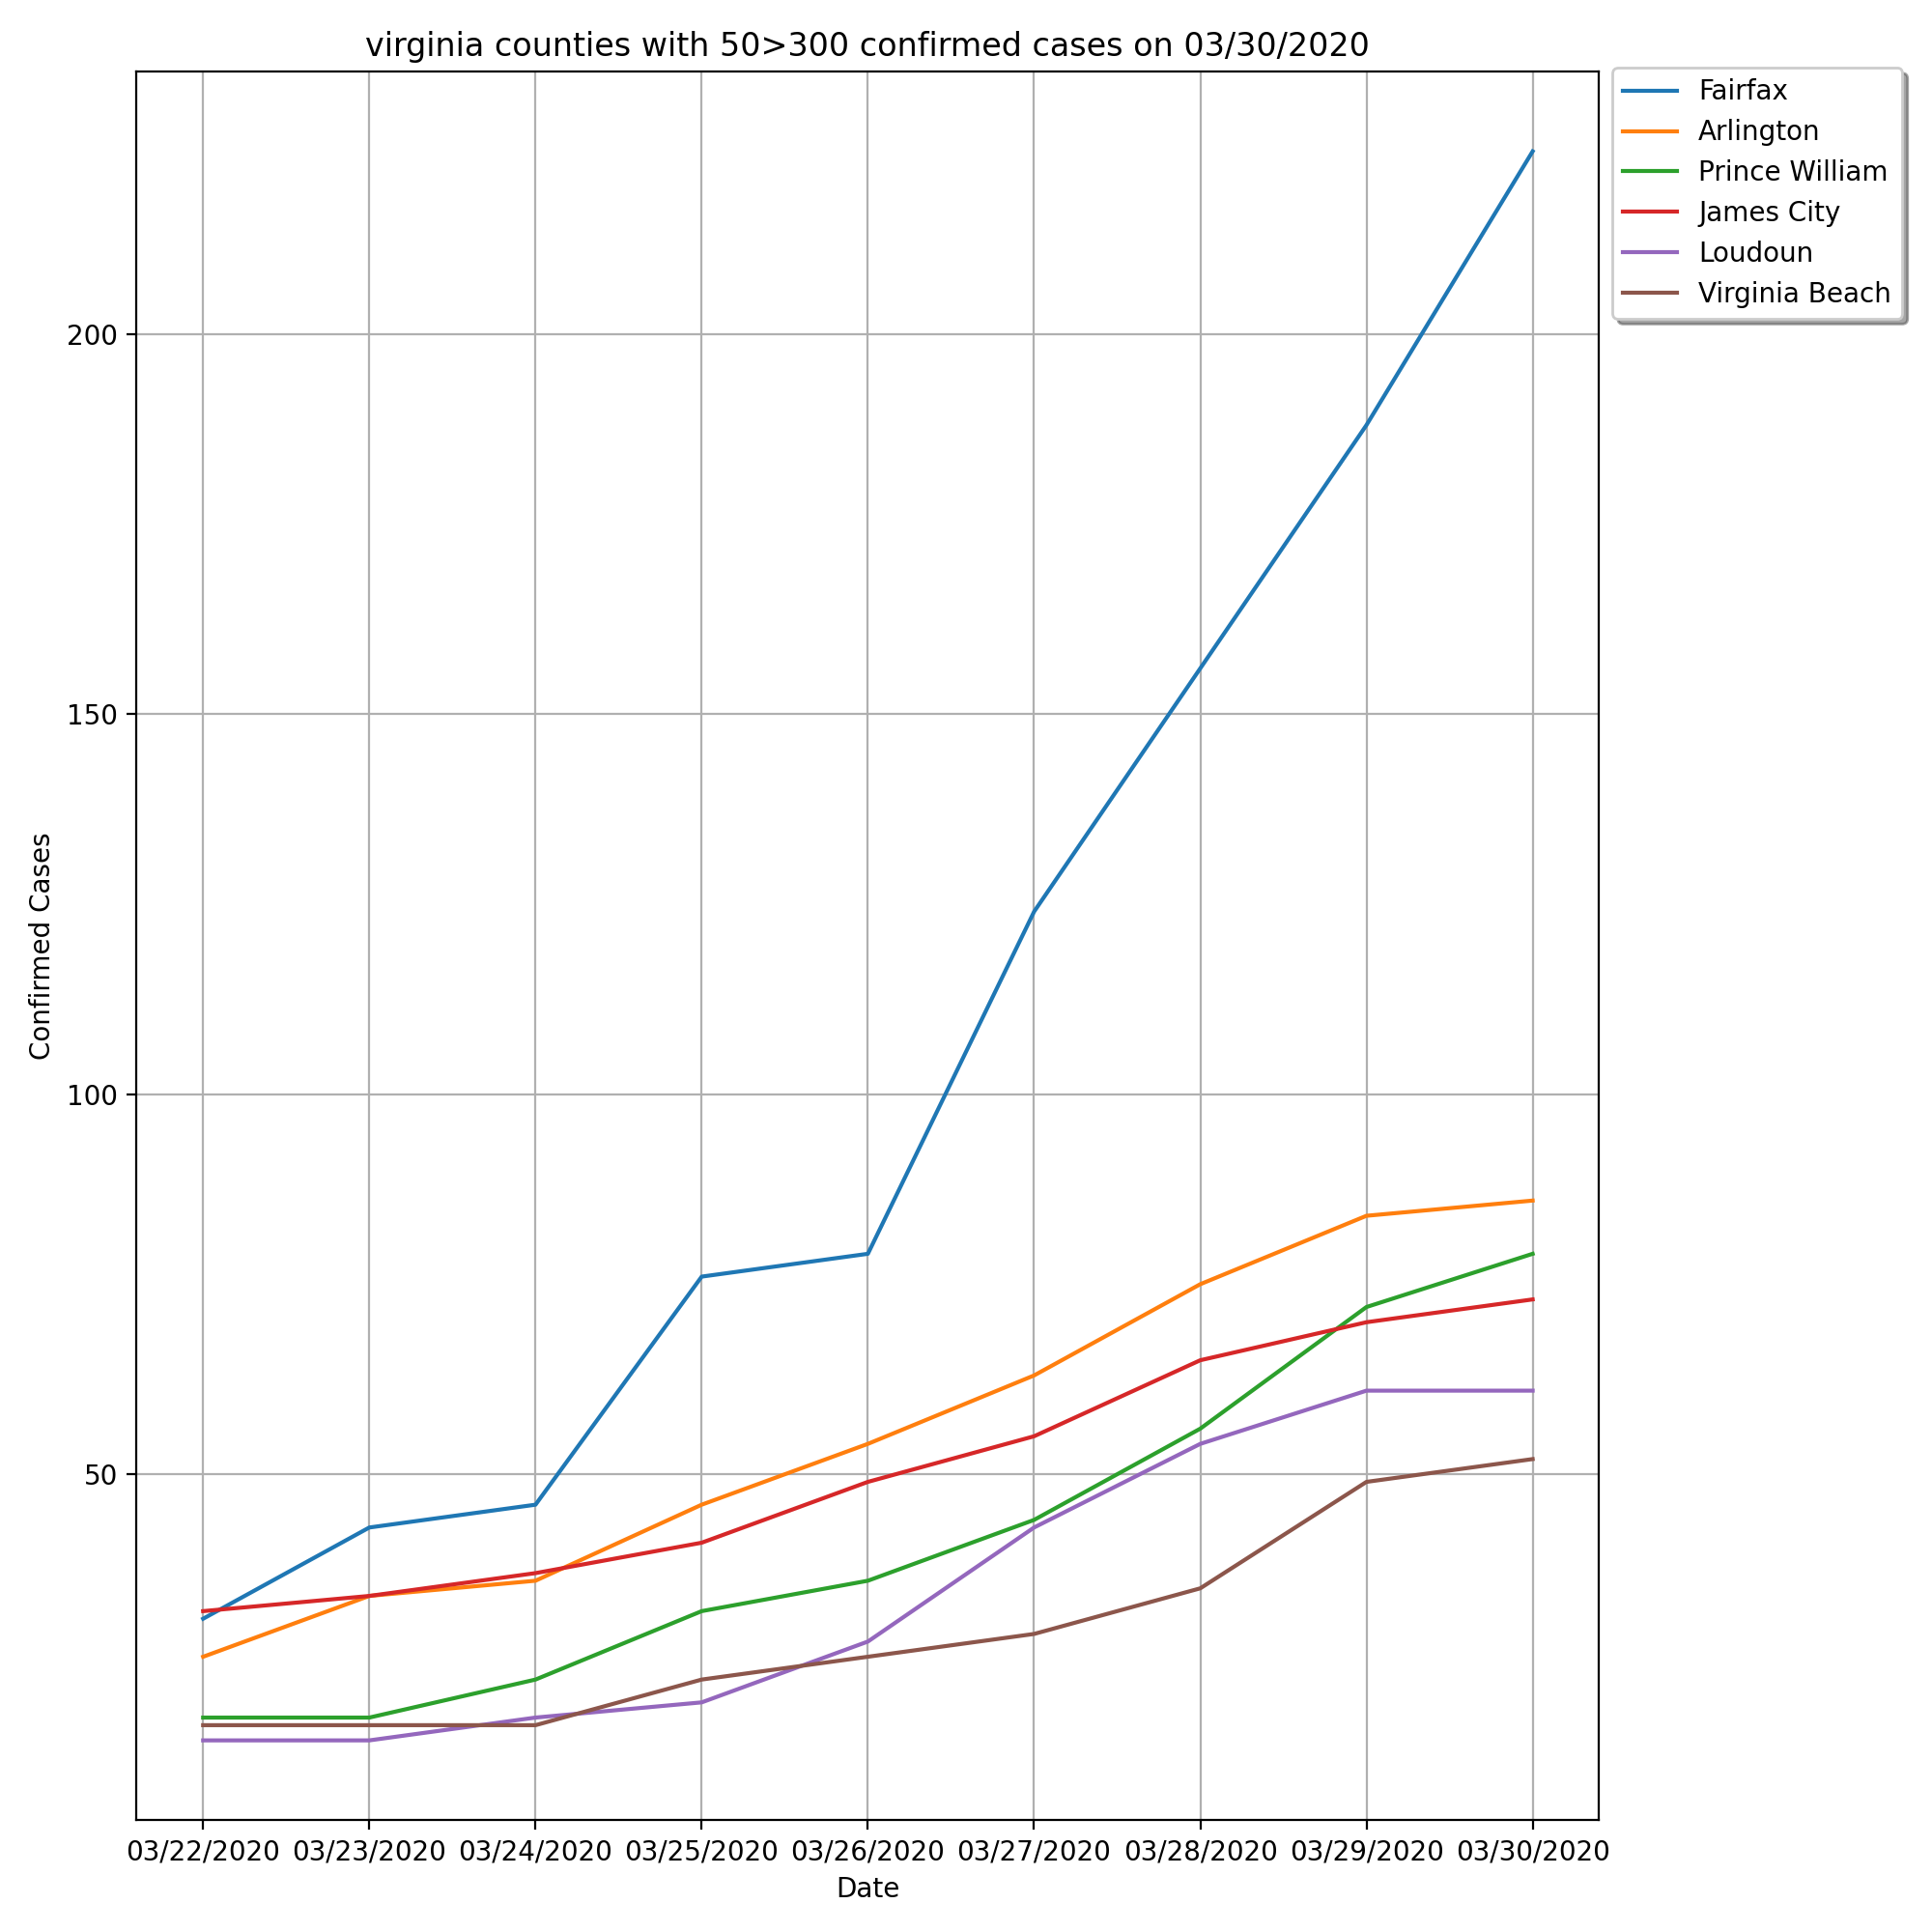 virginia counties with 50>300 confirmed cases on 03/30/2020
Fairfax
Arlington
Prince William
James City
Loudoun
Virginia Beach
200
150
100
50
Confirmed Cases
03/22/2020 03/23/2020 03/24/2020 03/25/2020 03/26/2020 03/27/2020 03/28/2020 03/29/2020 03/30/2020
Date